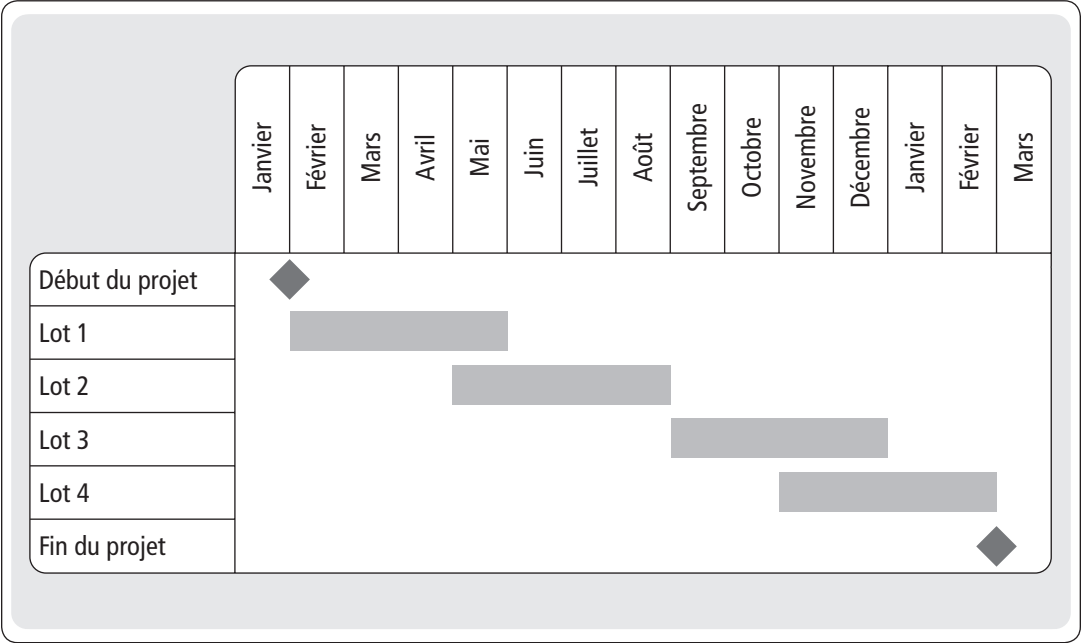 Janvier
Février
Mars
Avril
Mai
Juin
Juillet
Août
Septembre
Octobre
Novembre
Décembre
Janvier
Février
Mars
Début du projet
Lot 1
Lot 2
Lot 3
Lot 4
Fin du projet